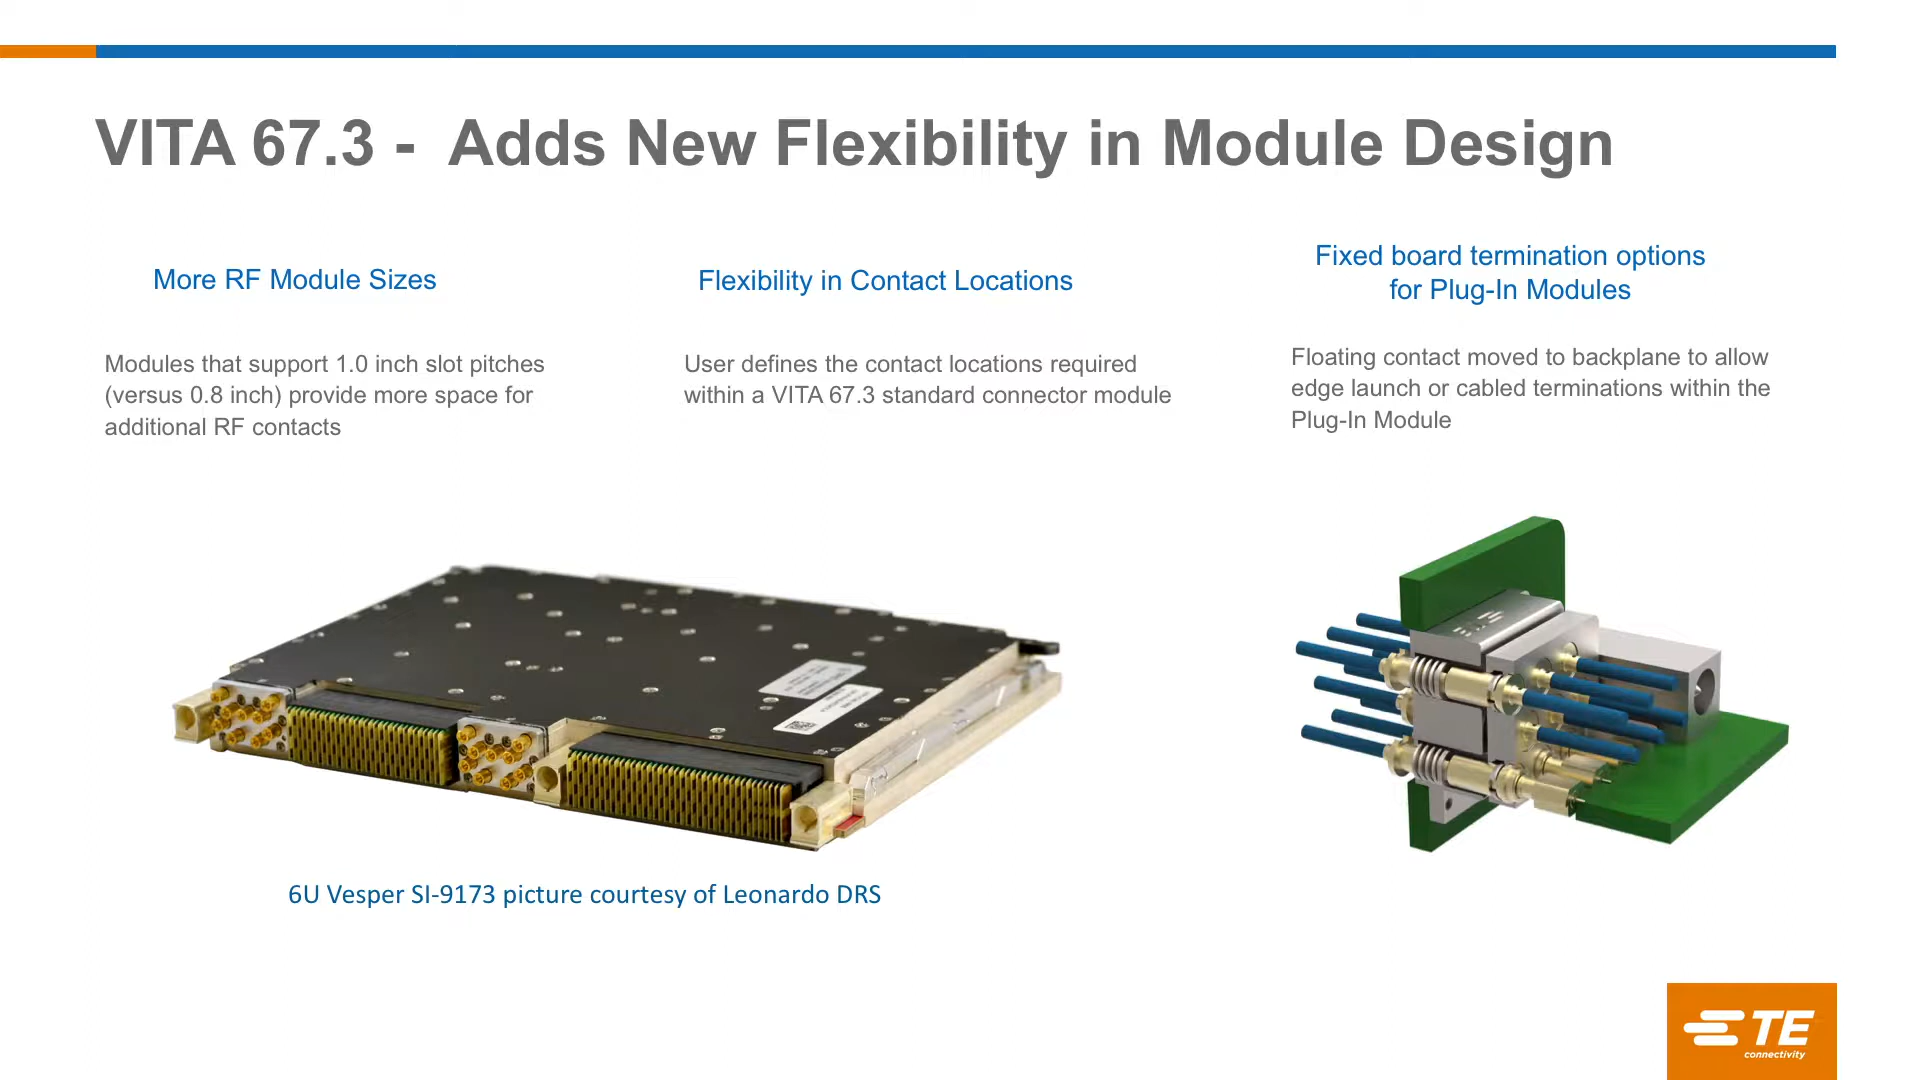 VITA 67.3 - Adds New Flexibility in Module Design
More RF Module Sizes
Modules that support 1.0 inch slot pitches
(versus 0.8 inch) provide more space for
additional RF contacts
Flexibility in Contact Locations
User defines the contact locations required
within a VITA 67.3 standard connector module
Fixed board termination options
for Plug-In Modules
Floating contact moved to backplane to allow
edge launch or cabled terminations within the
Plug-In Module
6U Vesper SI-9173 picture courtesy of Leonardo DRS
TE
connectivity